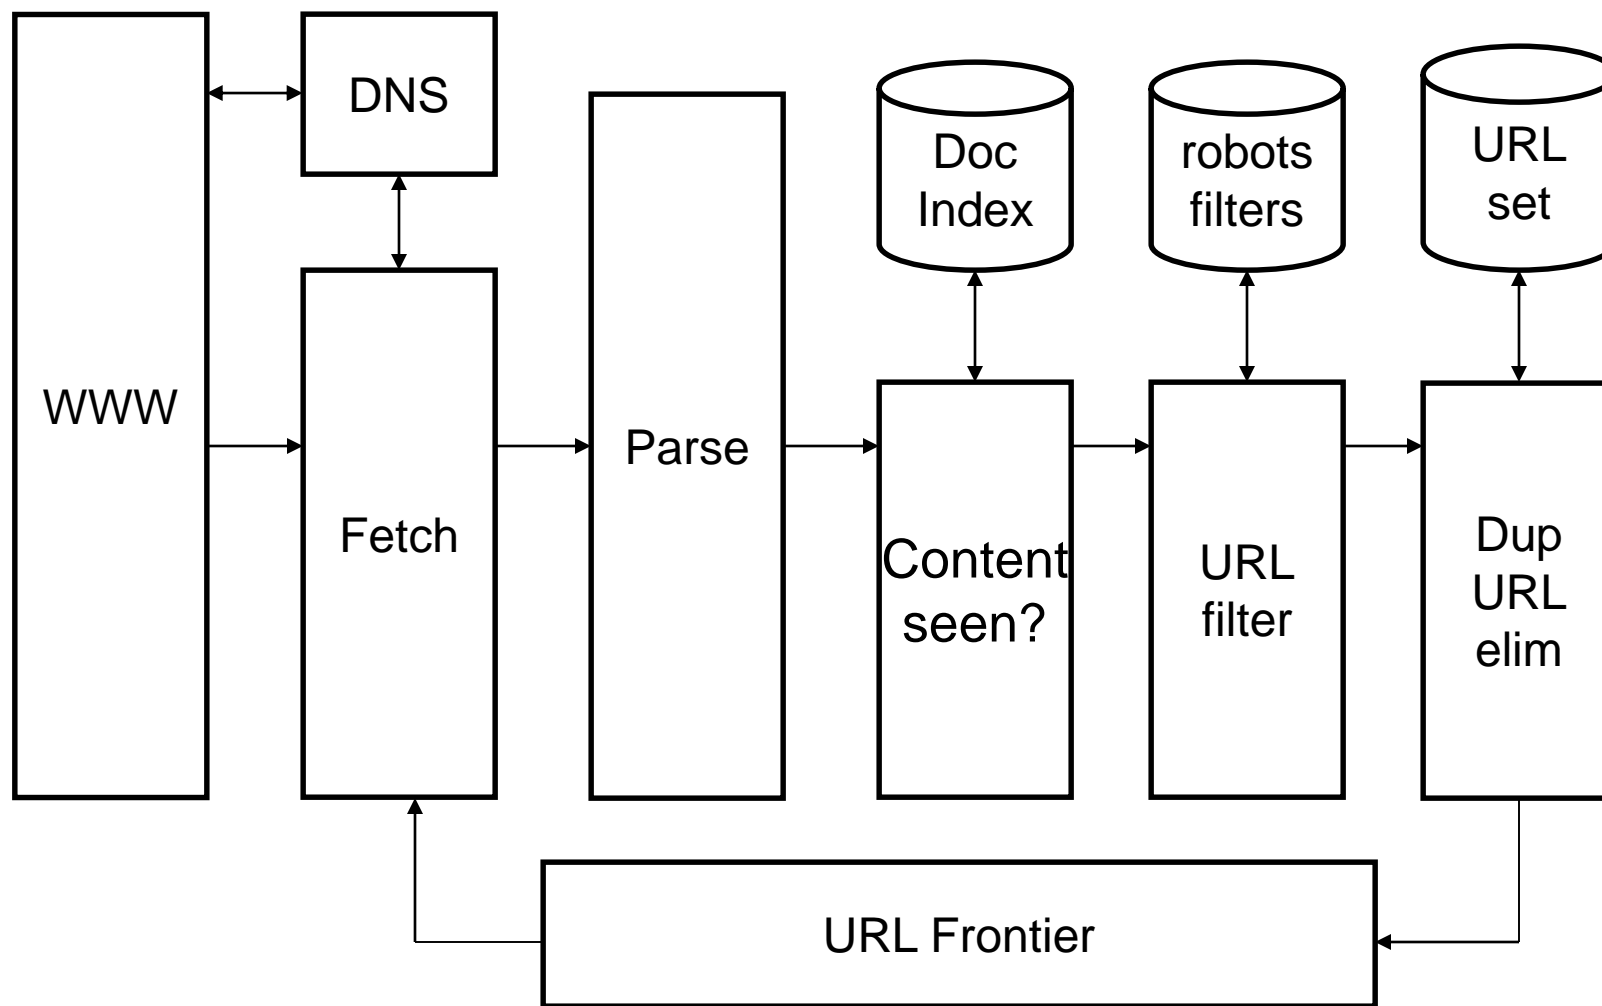 WWW
DNS
Fetch
Parse
Doc
Index
robots
filters
URL
set
Content
seen?
URL
filter
Dup
URL
elim
URL Frontier